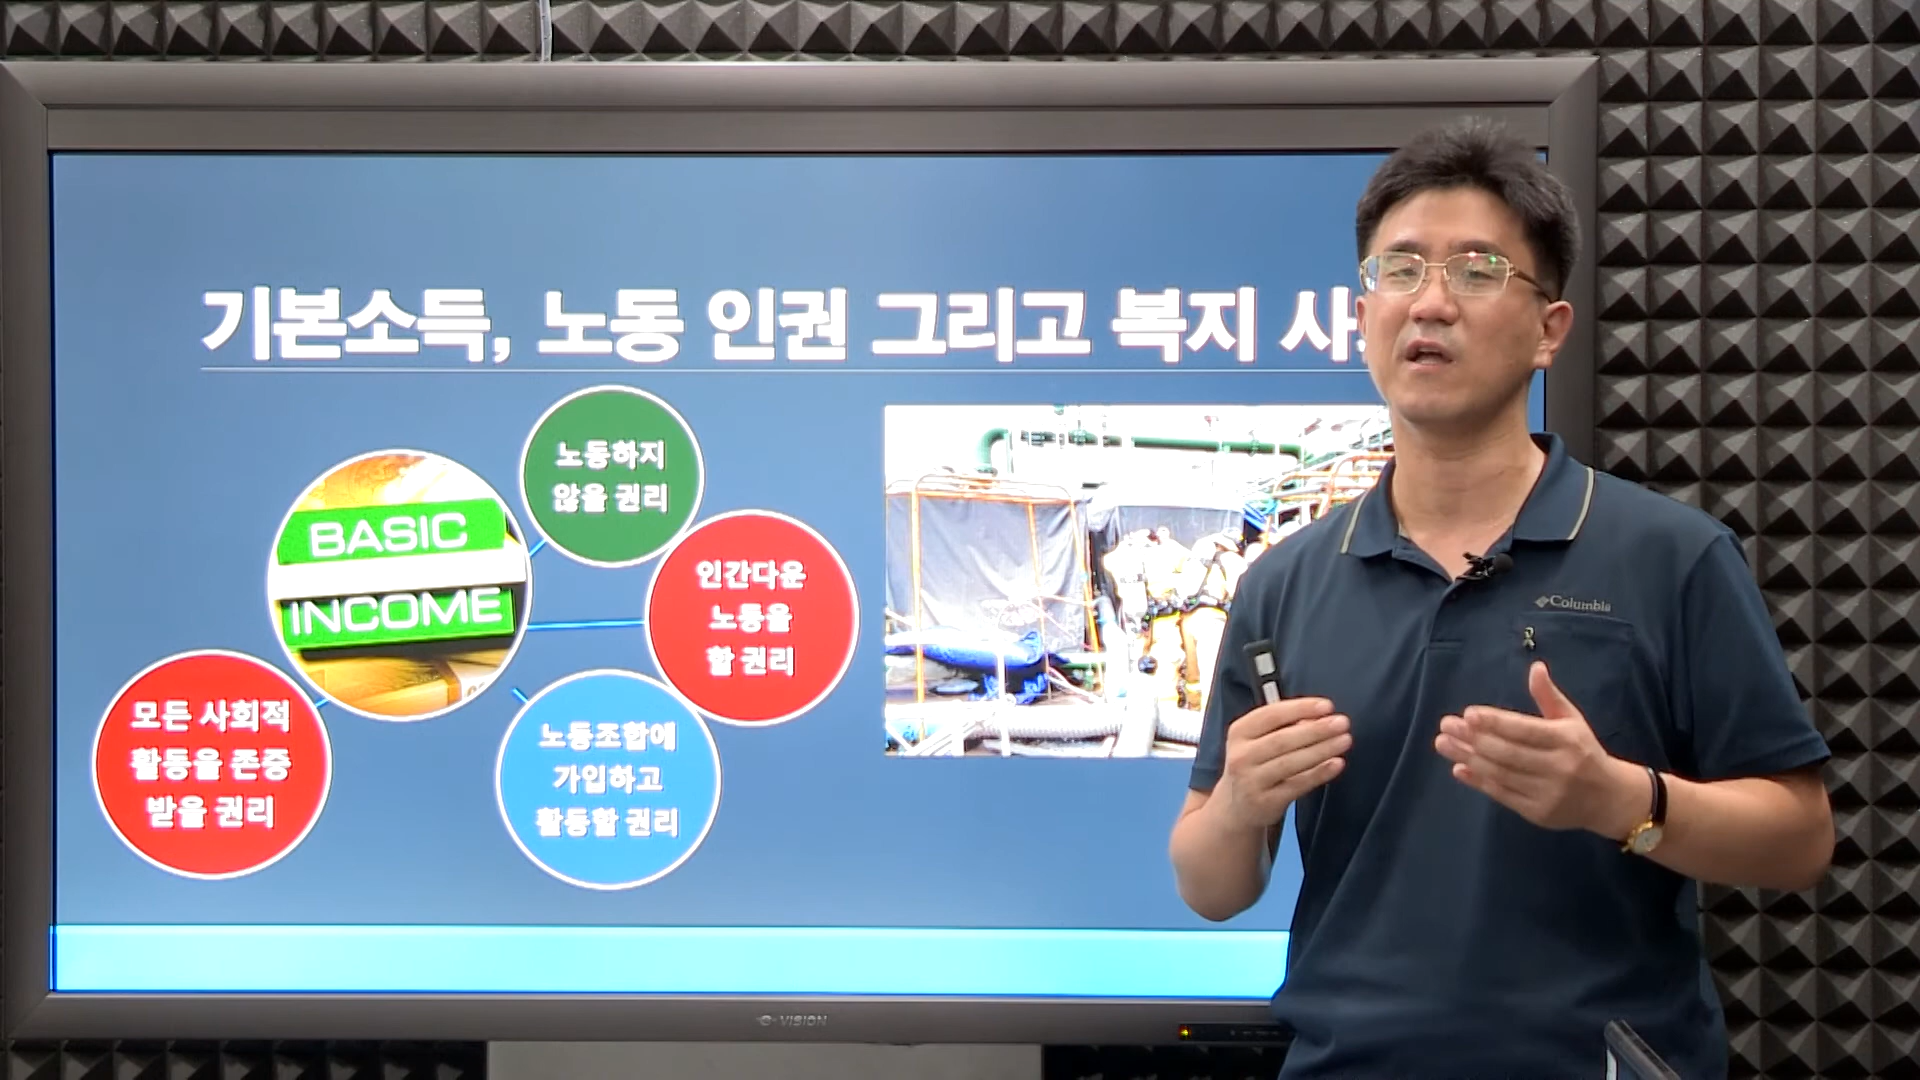 기본소득, 노동 인권 그리고 복지
BASIC
INCOME
노동하지
않을 권리
인간다운
노동을
할 권리
노동조합에
가입하고
활동할 권리
모든 사회적
활동을 존중
받을 권리
Columbia
e-VISION